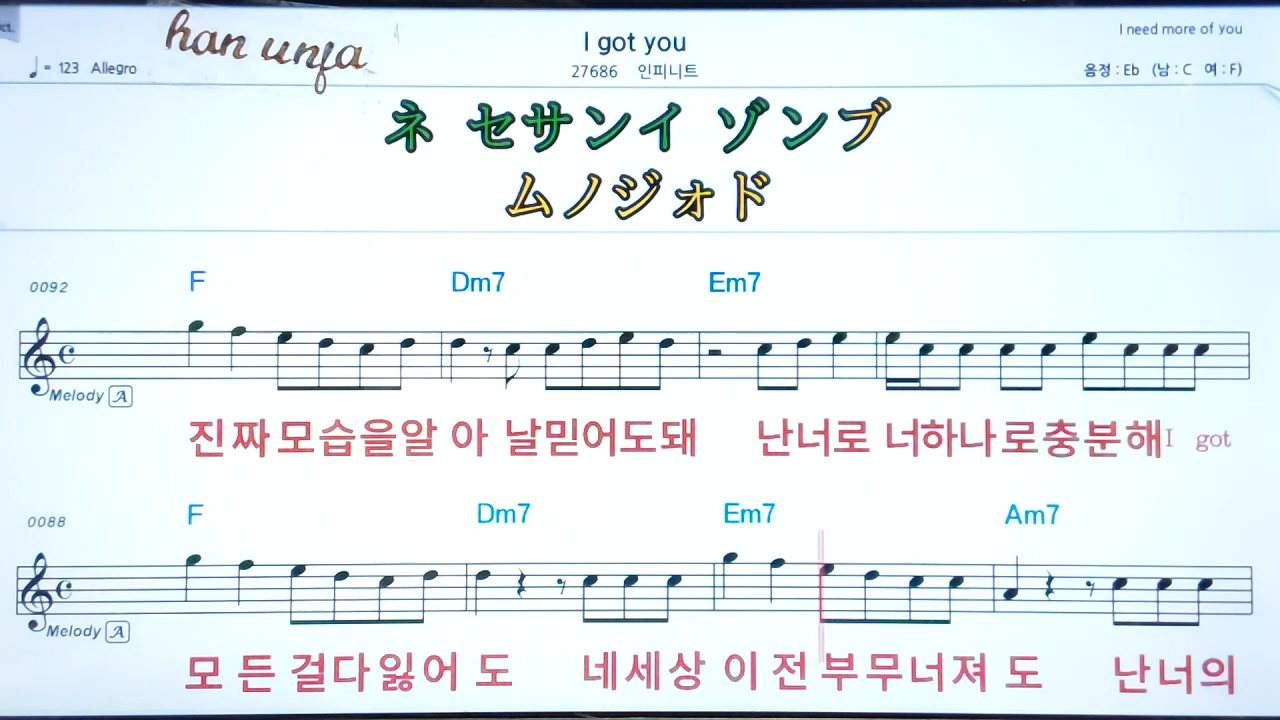 ct.
han unfa
I got you
I need more of you
♩= 123 Allegro
27686 인피니트
음정 : Eb (남 : C 여 : F)
ネ セサンイ ゾンブ
ムノジォド
0092
F Dm7 Em7
Melody A
진짜모습을알 아 날믿어도돼 난너로 너하나로충분해I got
0088
F Dm7 Em7 Am7
Melody A
모 든 걸다잃어 도 네세상 이 전 부무너져 도 난너의